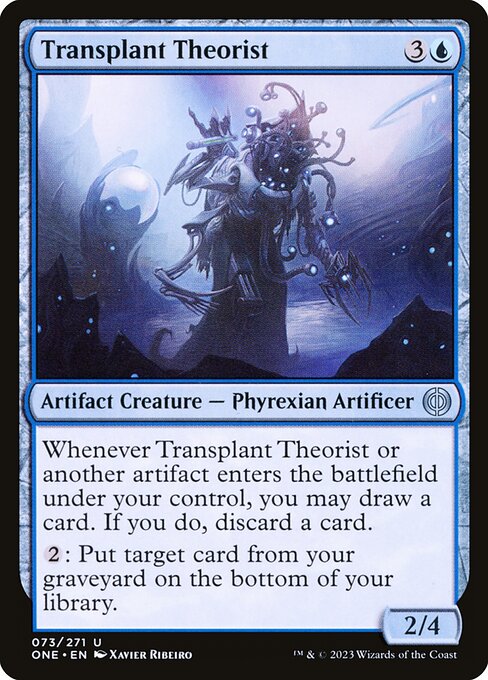 Transplant Theorist 3
Artifact Creature — Phyrexian Artificer
Whenever Transplant Theorist or
another artifact enters the battlefield
under your control, you may draw a
card. If you do, discard a card.
2: Put target card from your
graveyard on the bottom of your
library.
2/4
073/271 U
ONE • EN Xavier Ribeiro
™ & © 2023 Wizards of the Coast